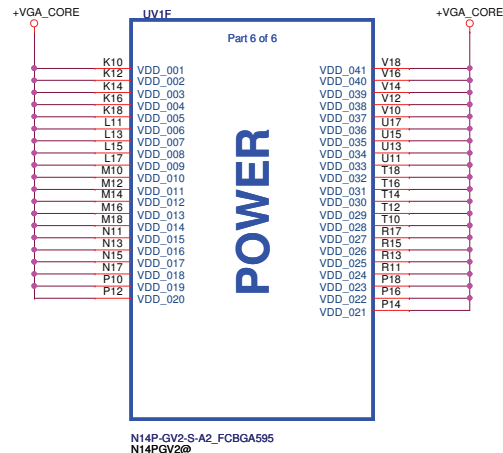 +VGA_CORE UV1F +VGA_CORE
Part 6 of 6
K10 VDD_001 VDD_041 V18
K12 VDD_002 VDD_040 V16
K14 VDD_003 VDD_039 V14
K16 VDD_004 VDD_038 V12
K18 VDD_005 VDD_037 V10
L11 VDD_006 VDD_036 U17
L13 VDD_007 VDD_035 U15
L15 VDD_008 VDD_034 U13
L17 VDD_009 VDD_033 U11
M10 VDD_010 VDD_032 T18
M12 VDD_011 VDD_031 T16
M14 VDD_012 VDD_030 T14
M16 VDD_013 VDD_029 T12
M18 VDD_014 VDD_028 T10
N11 VDD_015 VDD_027 R17
N13 VDD_016 VDD_026 R15
N15 VDD_017 VDD_025 R13
N17 VDD_018 VDD_024 R11
P10 VDD_019 VDD_023 P18
P12 VDD_020 VDD_022 P16
VDD_021 P14
POWER
N14P-GV2-S-A2_FCBGA595
N14PGV2@